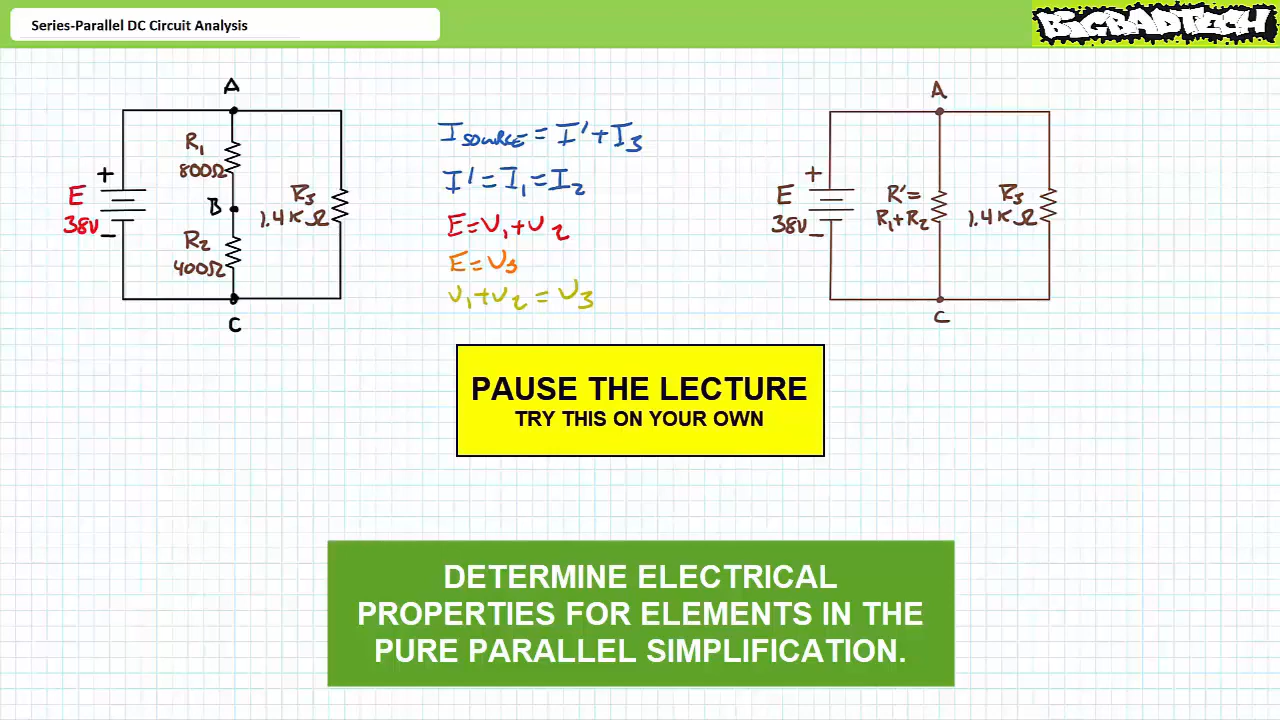 Series-Parallel DC Circuit Analysis
BIGBADTECH
A
R₁
800Ω
+
E
38V
−
B
R₂
400Ω
R₃
1.4KΩ
C
I SOURCE = I' + I₃
I' = I₁ = I₂
E = V₁ + V₂
E = V₃
V₁ + V₂ = V₃
A
+
E
38V
−
R' =
R₁+R₂
R₃
1.4KΩ
C
PAUSE THE LECTURE
TRY THIS ON YOUR OWN
DETERMINE ELECTRICAL
PROPERTIES FOR ELEMENTS IN THE
PURE PARALLEL SIMPLIFICATION.